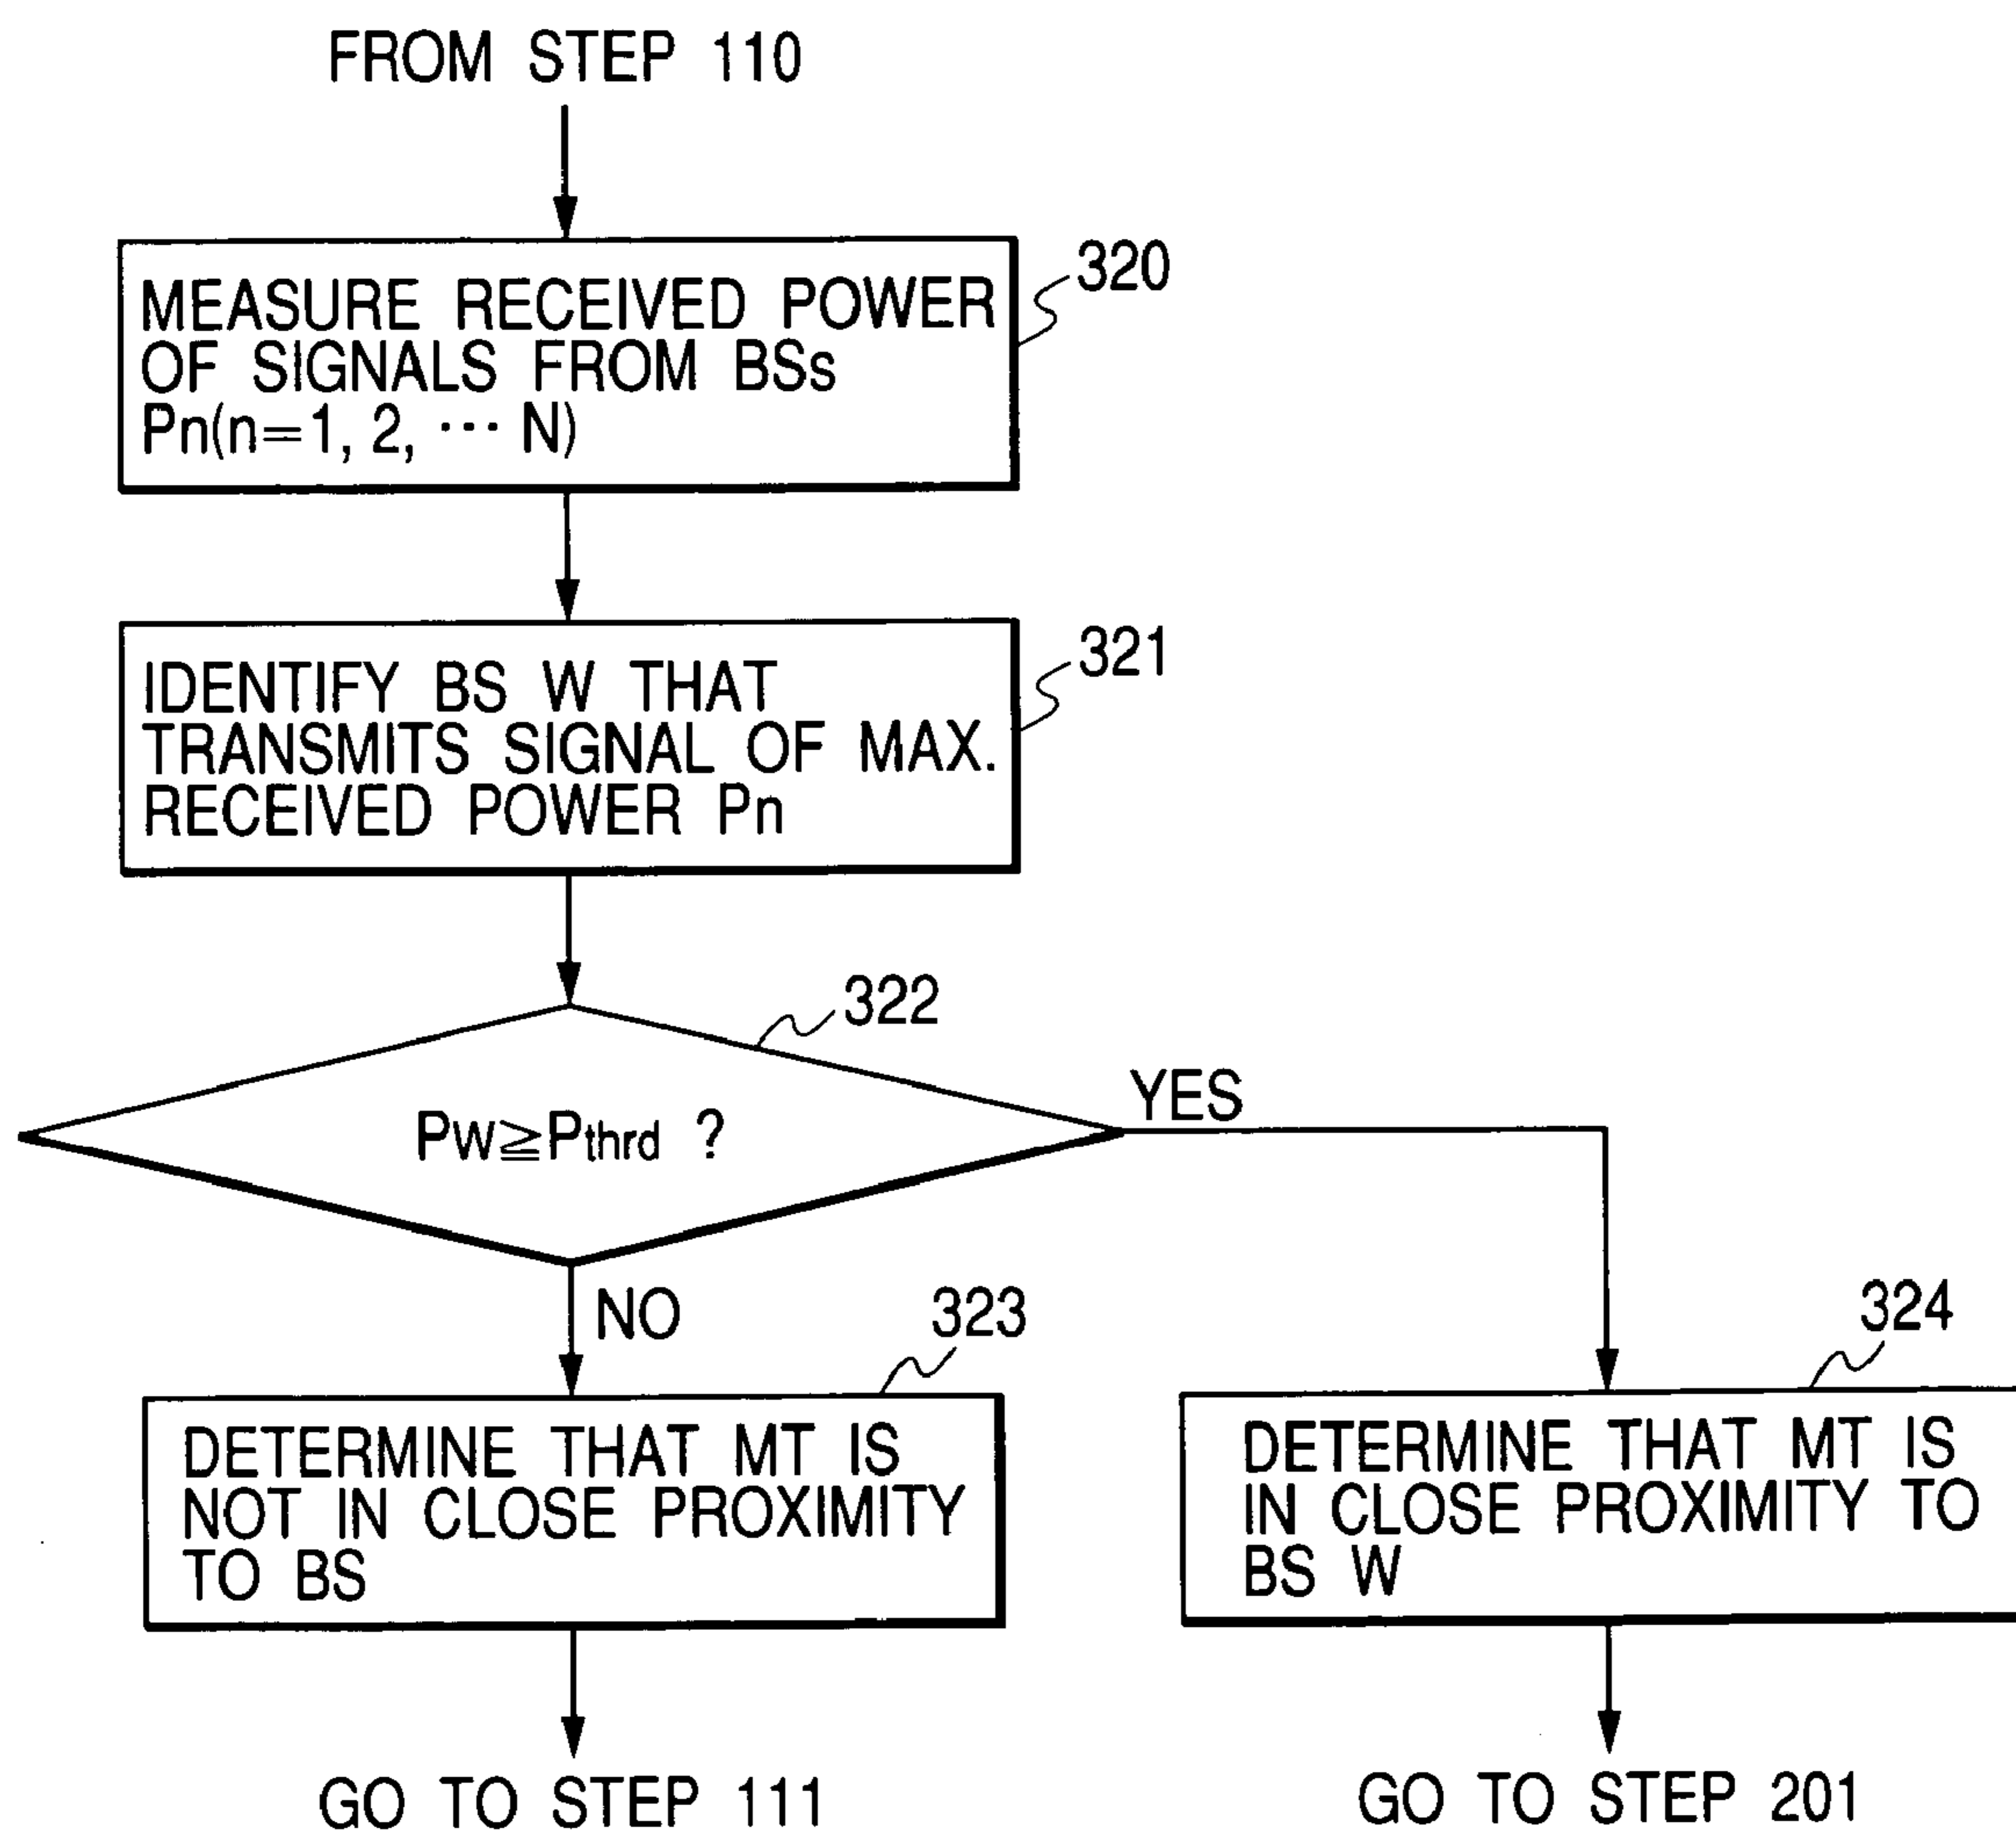 FROM STEP 110
320
MEASURE RECEIVED POWER
OF SIGNALS FROM BSs
Pn(n=1, 2, ··· N)
321
IDENTIFY BS W THAT
TRANSMITS SIGNAL OF MAX.
RECEIVED POWER Pn
322
PW≧Pthrd ?
YES
NO
323
DETERMINE THAT MT IS
NOT IN CLOSE PROXIMITY
TO BS
324
DETERMINE THAT MT IS
IN CLOSE PROXIMITY TO
BS W
GO TO STEP 111
GO TO STEP 201